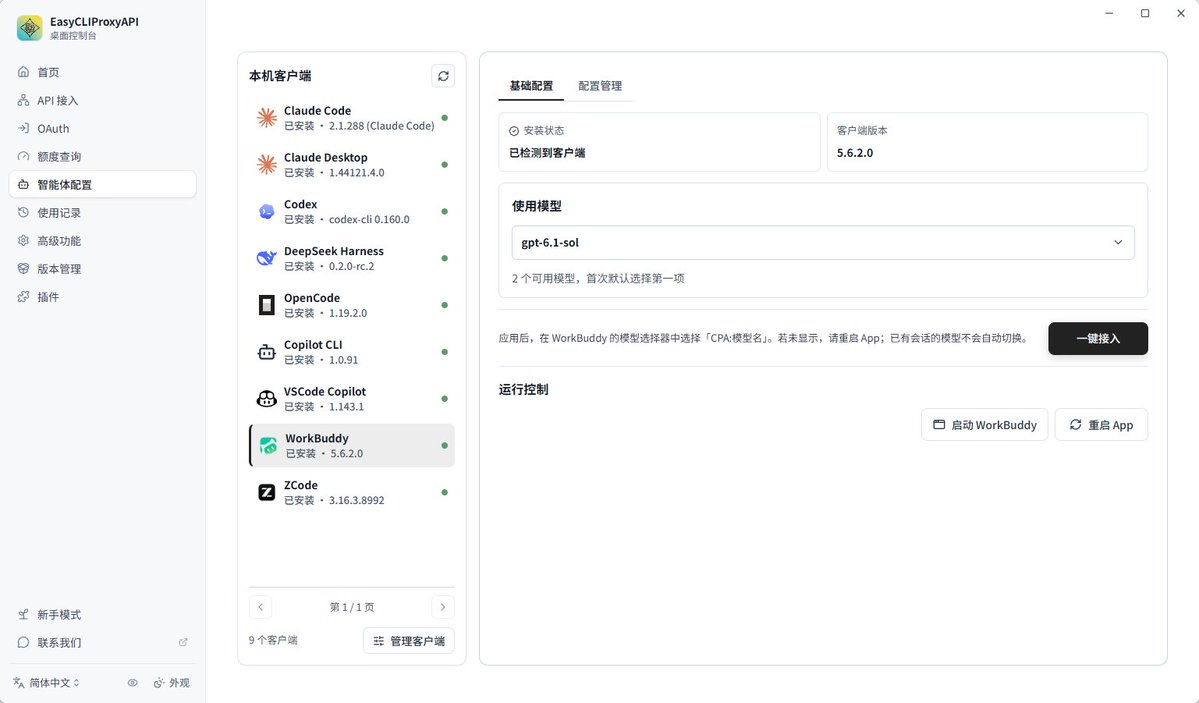 EasyCLIProxyAPI
桌面控制台
首页
API 接入
OAuth
额度查询
智能体配置
使用记录
高级功能
版本管理
插件
新手模式
联系我们
简体中文
外观
本机客户端
Claude Code
已安装 • 2.1.288 (Claude Code)
Claude Desktop
已安装 • 1.44121.4.0
Codex
已安装 • codex-cli 0.160.0
DeepSeek Harness
已安装 • 0.2.0-rc.2
OpenCode
已安装 • 1.19.2.0
Copilot CLI
已安装 • 1.0.91
VSCode Copilot
已安装 • 1.143.1
WorkBuddy
已安装 • 5.6.2.0
ZCode
已安装 • 3.16.3.8992
第 1 / 1 页
9 个客户端
管理客户端
基础配置
配置管理
安装状态
已检测到客户端
客户端版本
5.6.2.0
使用模型
gpt-6.1-sol
2 个可用模型，首次默认选择第一项
应用后，在 WorkBuddy 的模型选择器中选择「CPA:模型名」。若未显示，请重启 App；已有会话的模型不会自动切换。
一键接入
运行控制
启动 WorkBuddy
重启 App